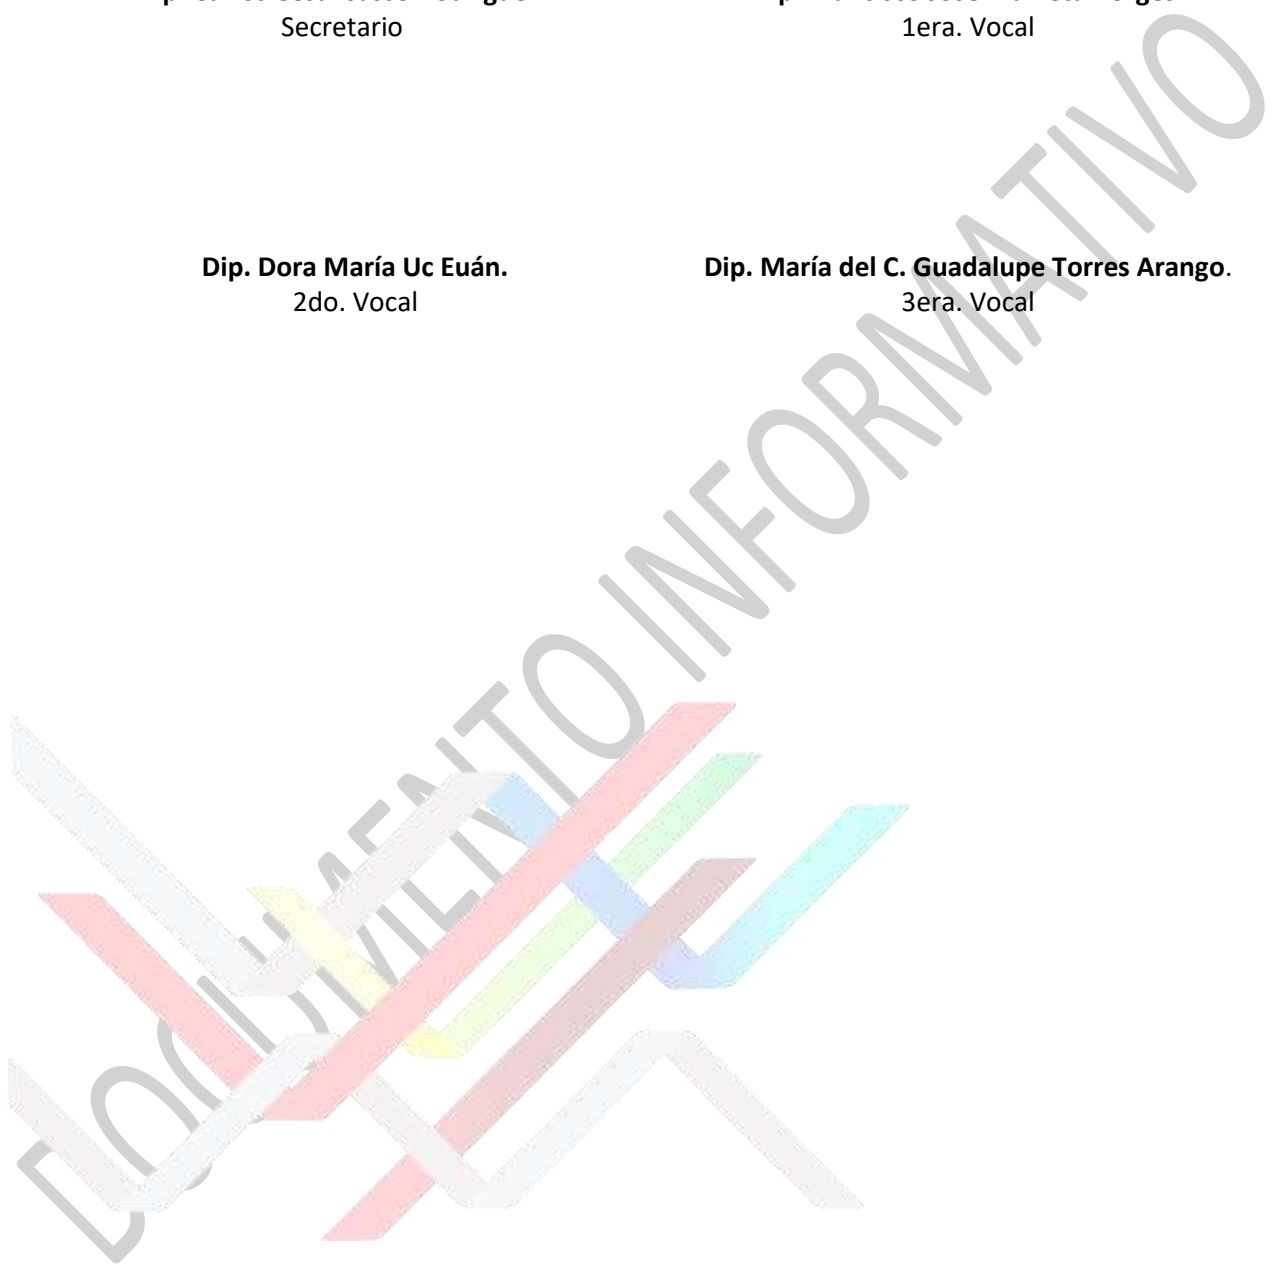 Secretario 1era. Vocal
Dip. Dora María Uc Euán. Dip. María del C. Guadalupe Torres Arango.
2do. Vocal 3era. Vocal
DOCUMENTO INFORMATIVO